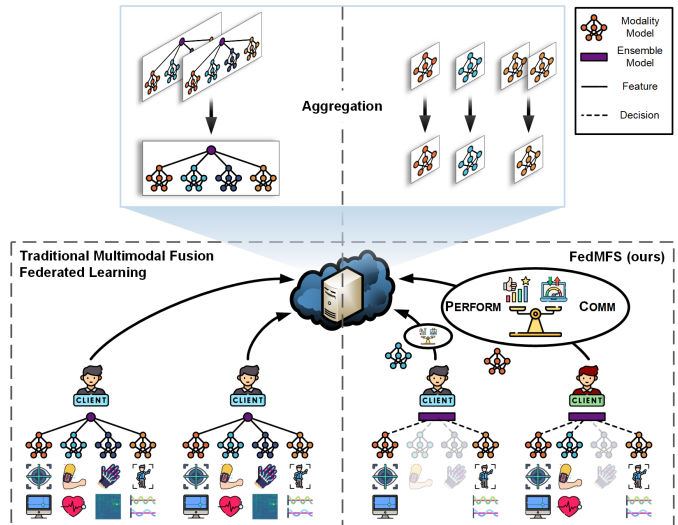 Modality
Model
Ensemble
Model
Feature
Decision
Aggregation
Traditional Multimodal Fusion
Federated Learning
FedMFS (ours)
PERFORM
COMM
CLIENT
CLIENT
CLIENT
CLIENT